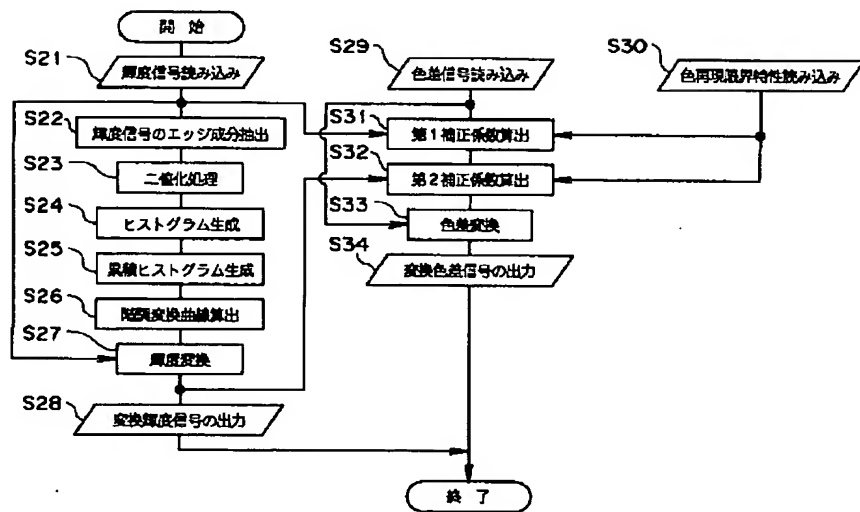 開 始
S21
輝度信号読み込み
S22
輝度信号のエッジ成分抽出
S23
二値化処理
S24
ヒストグラム生成
S25
累積ヒストグラム生成
S26
階調変換曲線算出
S27
輝度変換
S28
変換輝度信号の出力
S29
色差信号読み込み
S30
色再現限界特性読み込み
S31
第1補正係数算出
S32
第2補正係数算出
S33
色差変換
S34
変換色差信号の出力
終 了